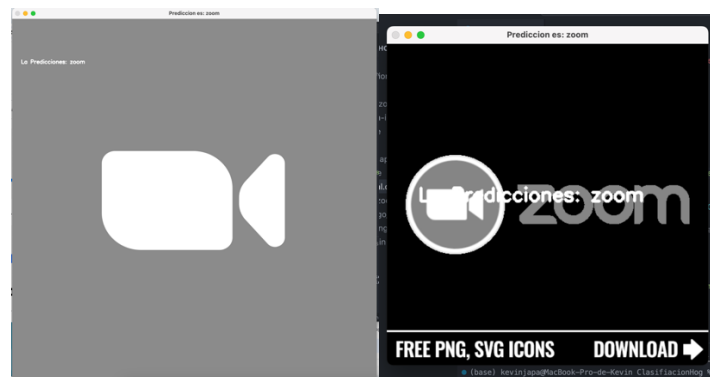 Prediccion es: zoom
La Predicciones: zoom
Prediccion es: zoom
La Predicciones: zoom
zoom
FREE PNG, SVG ICONS DOWNLOAD
(base) kevinjapa@MacBook-Pro-de-Kevin ClasifiacionHog %